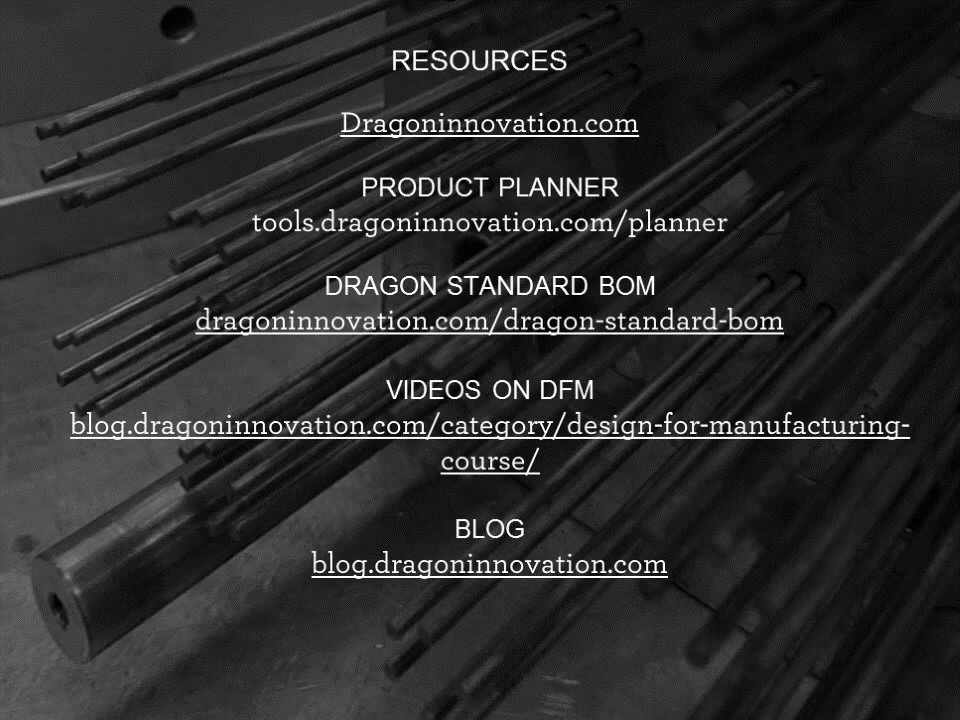 RESOURCES
Dragoninnovation.com
PRODUCT PLANNER
tools.dragoninnovation.com/planner
DRAGON STANDARD BOM
dragoninnovation.com/dragon-standard-bom
VIDEOS ON DFM
blog.dragoninnovation.com/category/design-for-manufacturing-
course/
BLOG
blog.dragoninnovation.com